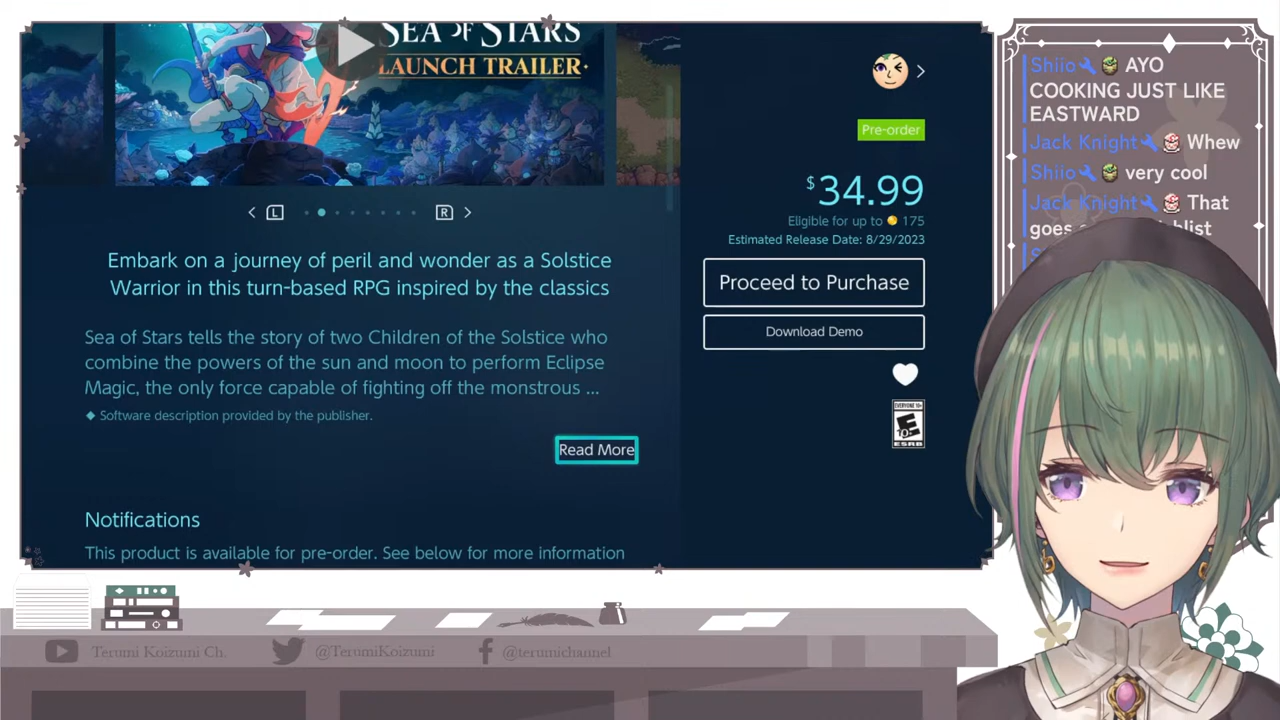 SEA OF STARS
LAUNCH TRAILER
L
R
Embark on a journey of peril and wonder as a Solstice
Warrior in this turn-based RPG inspired by the classics
Sea of Stars tells the story of two Children of the Solstice who
combine the powers of the sun and moon to perform Eclipse
Magic, the only force capable of fighting off the monstrous ...
◆ Software description provided by the publisher.
Read More
Notifications
This product is available for pre-order. See below for more information
Pre-order
$34.99
Eligible for up to 175
Estimated Release Date: 8/29/2023
Proceed to Purchase
Download Demo
EVERYONE 10+
E
10+
ESRB
Shiio AYO
COOKING JUST LIKE
EASTWARD
Jack Knight Whew
Shiio very cool
Jack Knight That
goes
Terumi Koizumi Ch.
@TerumiKoizumi
@terumichannel